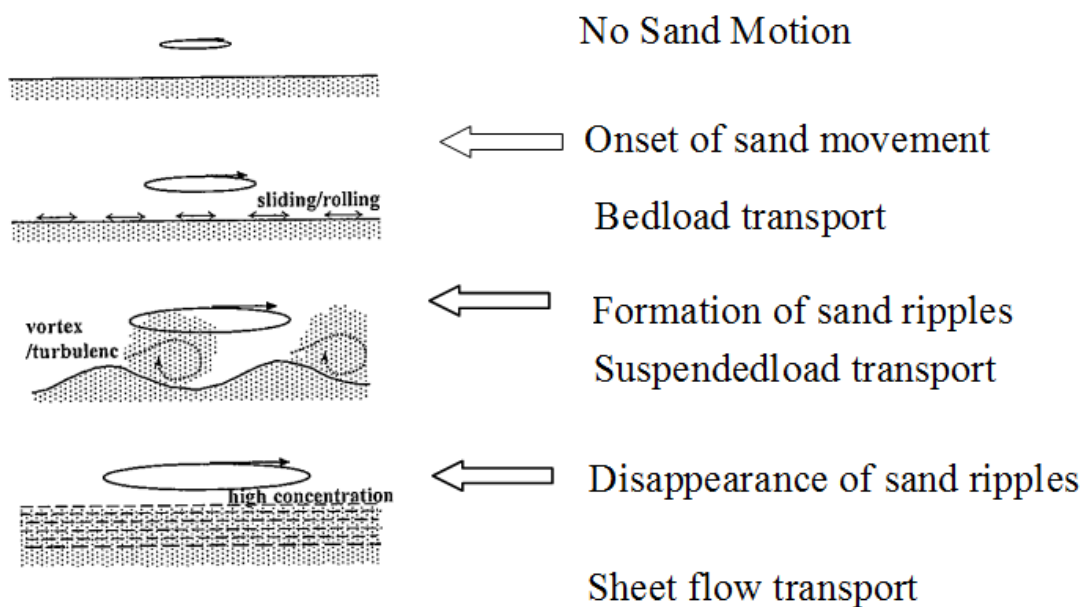 No Sand Motion
Onset of sand movement
sliding/rolling
Bedload transport
Formation of sand ripples
vortex
/turbulenc
Suspendedload transport
Disappearance of sand ripples
high concentration
Sheet flow transport